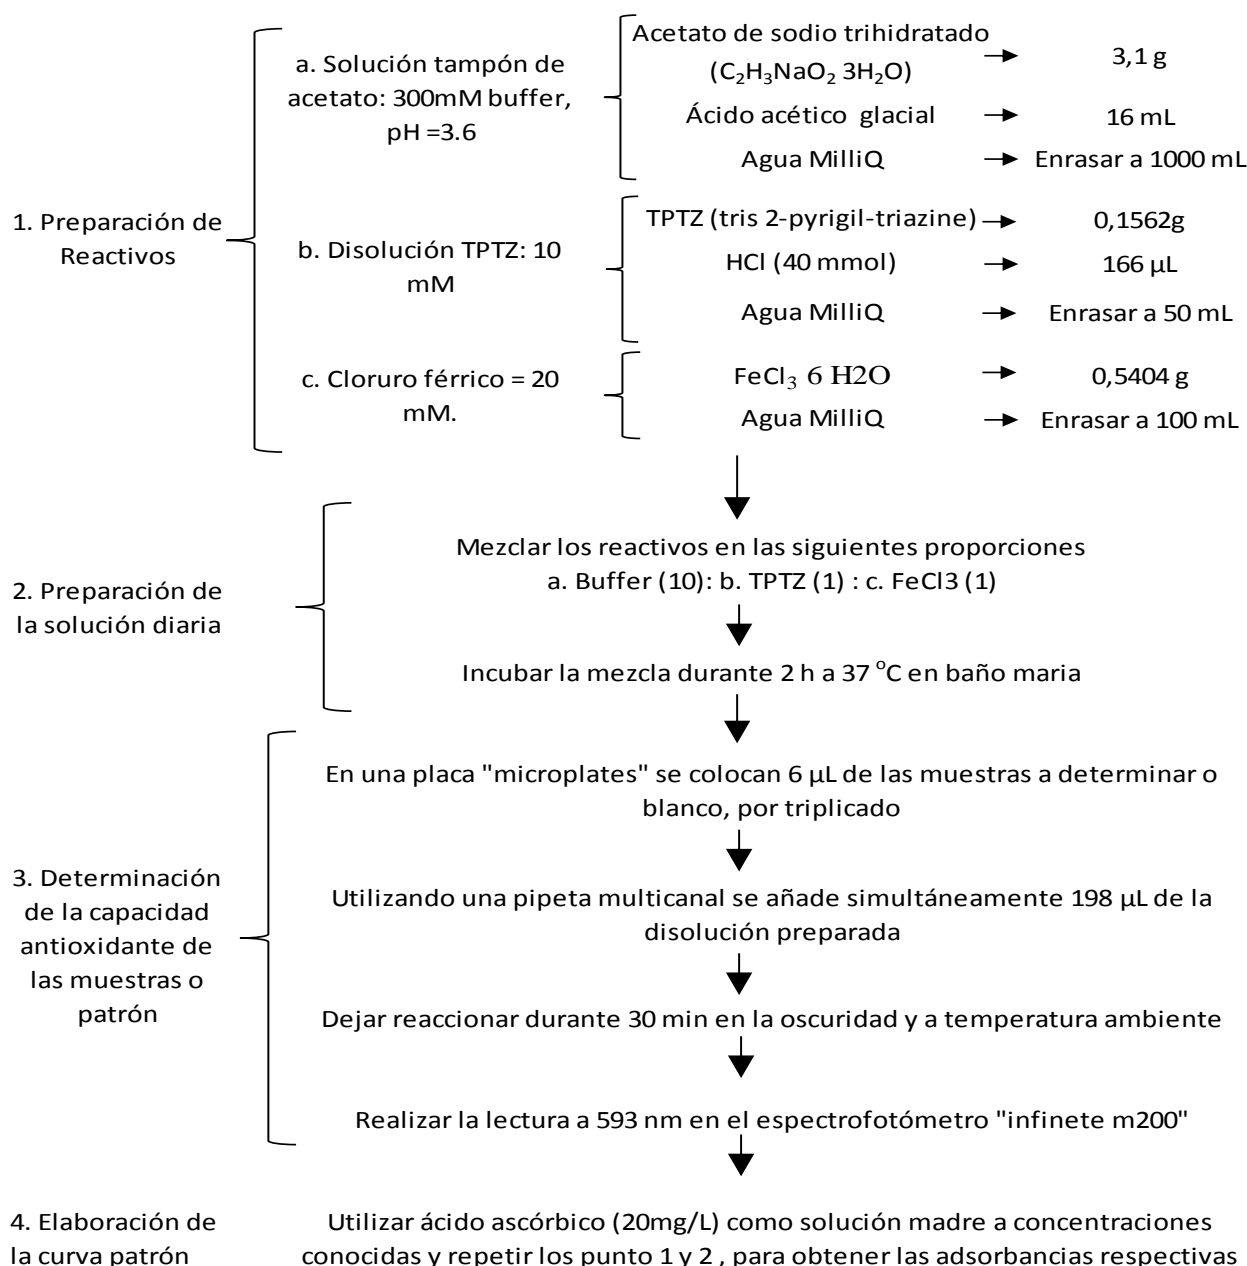 1. Preparación de
Reactivos
a. Solución tampón de
acetato: 300mM buffer,
pH =3.6
Acetato de sodio trihidratado
(C₂H₃NaO₂ 3H₂O)
3,1 g
Ácido acético glacial
16 mL
Agua MilliQ
Enrasar a 1000 mL
b. Disolución TPTZ: 10
mM
TPTZ (tris 2-pyrigil-triazine)
0,1562g
HCl (40 mmol)
166 µL
Agua MilliQ
Enrasar a 50 mL
c. Cloruro férrico = 20
mM.
FeCl₃ 6 H2O
0,5404 g
Agua MilliQ
Enrasar a 100 mL
2. Preparación de
la solución diaria
Mezclar los reactivos en las siguientes proporciones
a. Buffer (10): b. TPTZ (1) : c. FeCl3 (1)
Incubar la mezcla durante 2 h a 37 °C en baño maria
3. Determinación
de la capacidad
antioxidante de
las muestras o
patrón
En una placa "microplates" se colocan 6 µL de las muestras a determinar o
blanco, por triplicado
Utilizando una pipeta multicanal se añade simultáneamente 198 µL de la
disolución preparada
Dejar reaccionar durante 30 min en la oscuridad y a temperatura ambiente
Realizar la lectura a 593 nm en el espectrofotómetro "infinete m200"
4. Elaboración de
la curva patrón
Utilizar ácido ascórbico (20mg/L) como solución madre a concentraciones
conocidas y repetir los punto 1 y 2 , para obtener las adsorbancias respectivas